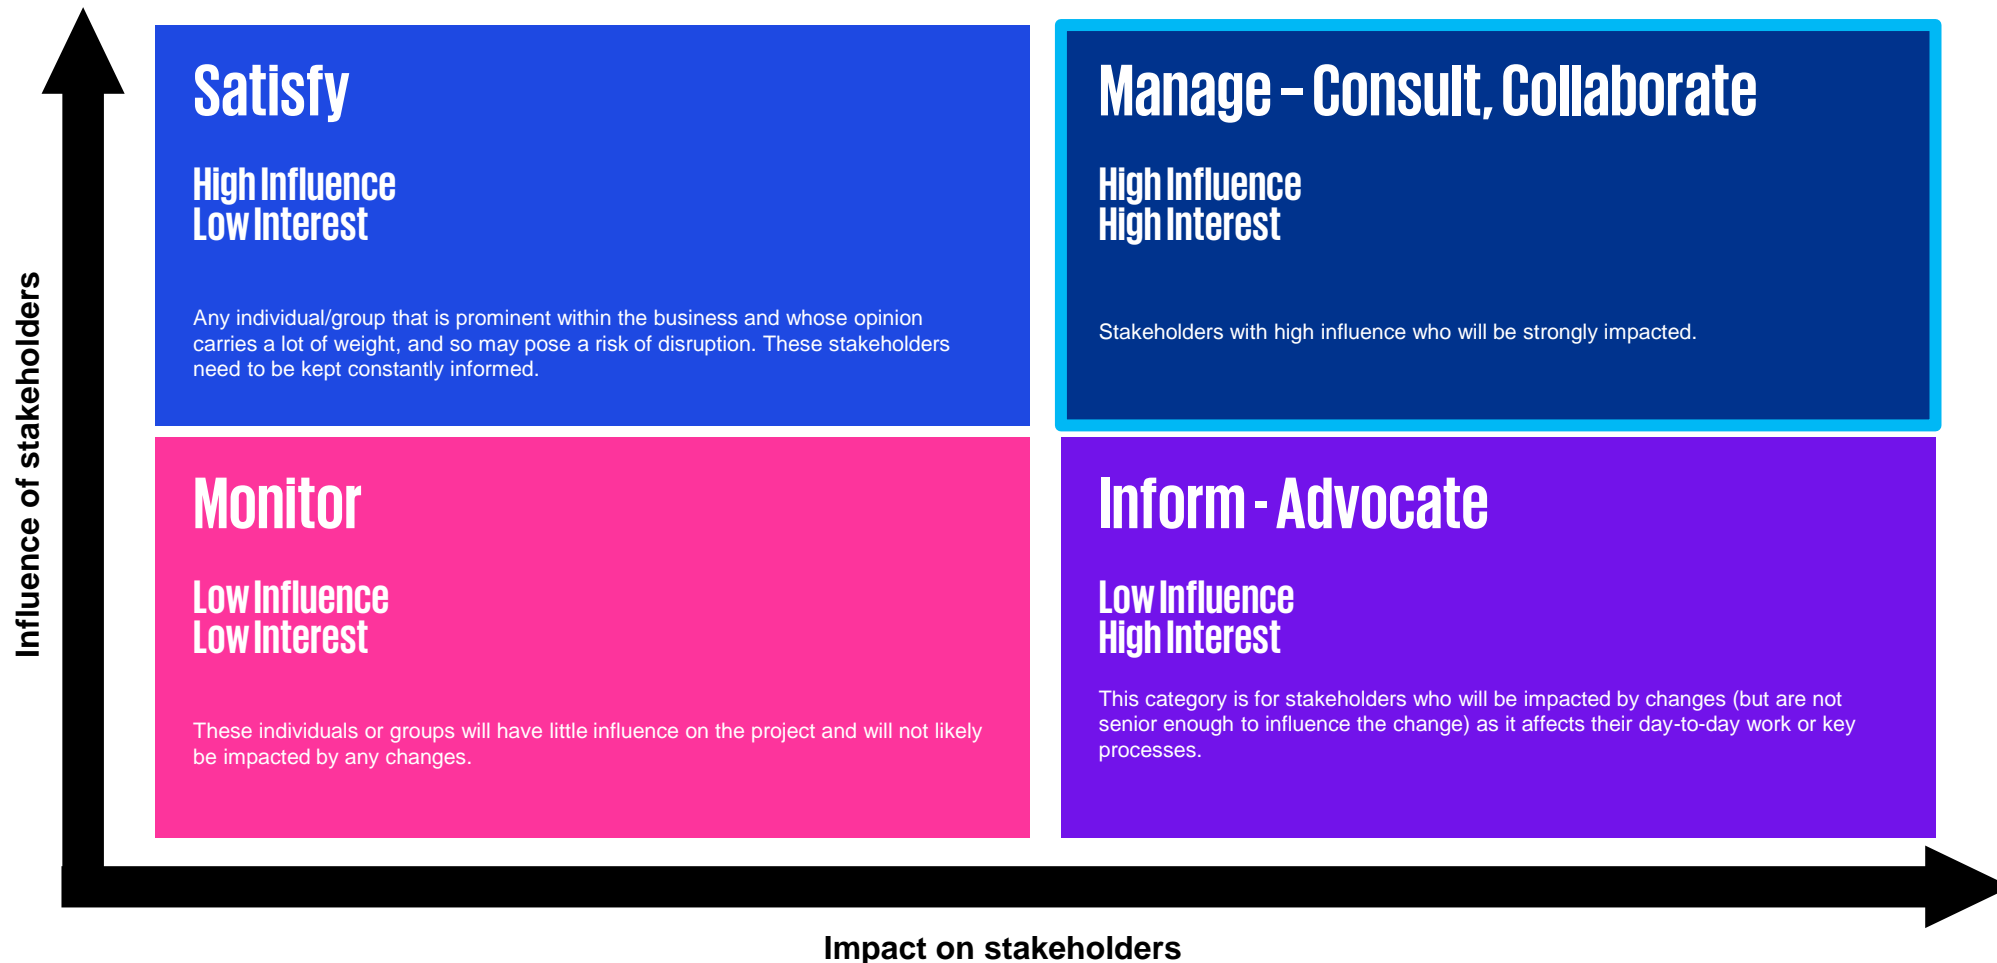 Influence of stakeholders
Satisfy
High Influence
Low Interest
Any individual/group that is prominent within the business and whose opinion
carries a lot of weight, and so may pose a risk of disruption. These stakeholders
need to be kept constantly informed.
Manage – Consult, Collaborate
High Influence
High Interest
Stakeholders with high influence who will be strongly impacted.
Monitor
Low Influence
Low Interest
These individuals or groups will have little influence on the project and will not likely
be impacted by any changes.
Inform - Advocate
Low Influence
High Interest
This category is for stakeholders who will be impacted by changes (but are not
senior enough to influence the change) as it affects their day-to-day work or key
processes.
Impact on stakeholders